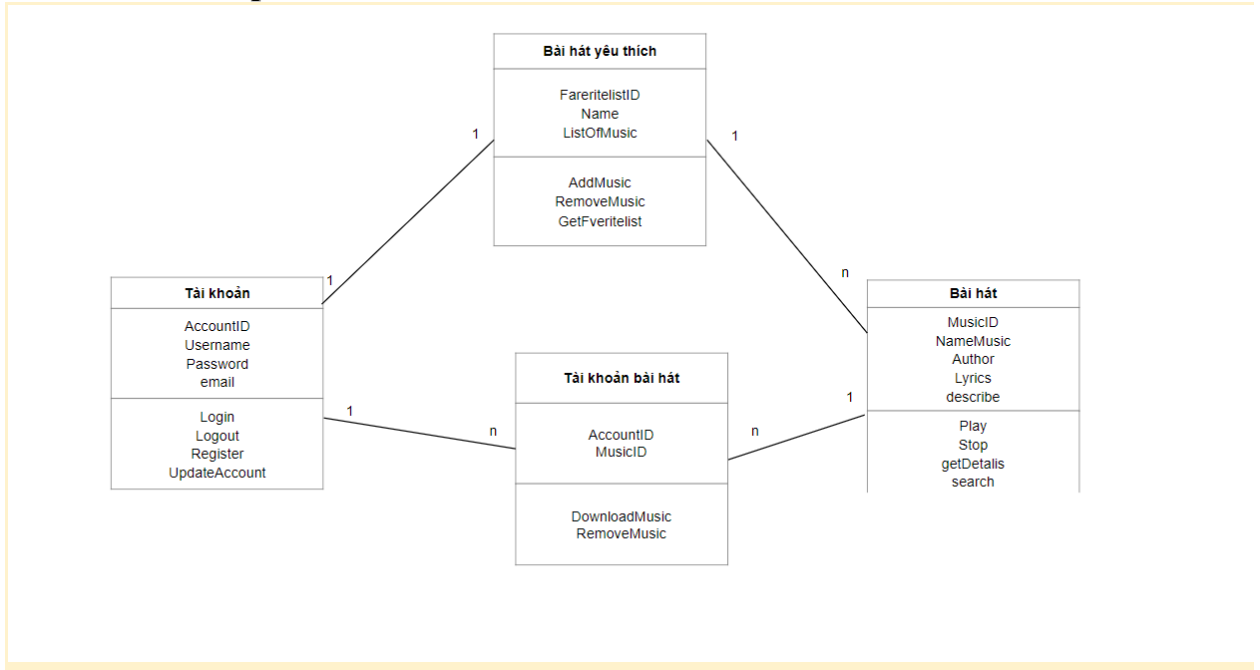 Bài hát yêu thích
FareritelistID
Name
ListOfMusic
1
1
AddMusic
RemoveMusic
GetFveritelist
1
n
Tài khoản
AccountID
Username
Password
email
Login
Logout
Register
UpdateAccount
1
n
Tài khoản bài hát
AccountID
MusicID
DownloadMusic
RemoveMusic
n
1
Bài hát
MusicID
NameMusic
Author
Lyrics
describe
Play
Stop
getDetalis
search